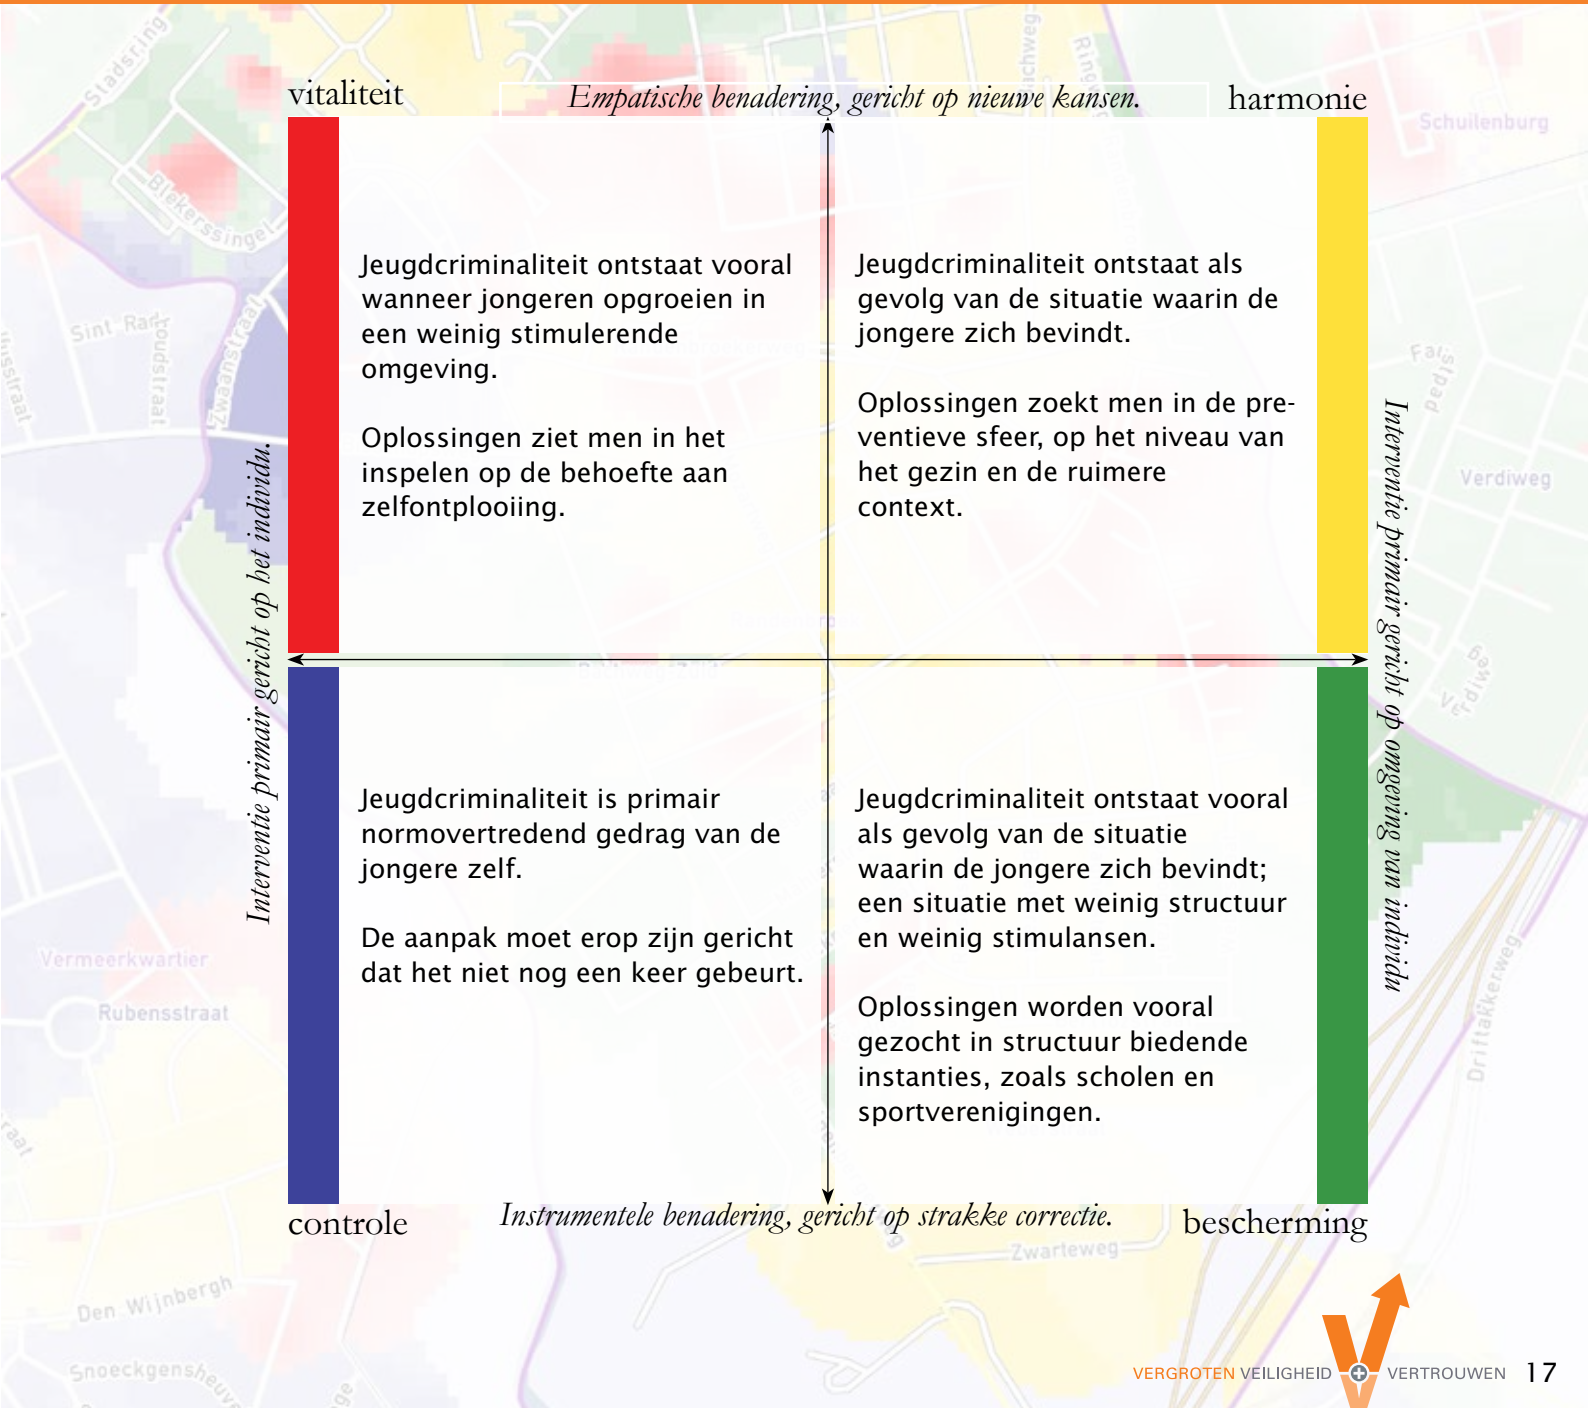 vitaliteit
Empatische benadering, gericht op nieuwe kansen.
harmonie
Interventie primair gericht op het individu.
Jeugdcriminaliteit ontstaat vooral
wanneer jongeren opgroeien in
een weinig stimulerende
omgeving.
Oplossingen ziet men in het
inspelen op de behoefte aan
zelfontplooiing.
Jeugdcriminaliteit ontstaat als
gevolg van de situatie waarin de
jongere zich bevindt.
Oplossingen zoekt men in de pre-
ventieve sfeer, op het niveau van
het gezin en de ruimere
context.
Interventie primair gericht op omgeving van individu
Jeugdcriminaliteit is primair
normovertredend gedrag van de
jongere zelf.
De aanpak moet erop zijn gericht
dat het niet nog een keer gebeurt.
Jeugdcriminaliteit ontstaat vooral
als gevolg van de situatie
waarin de jongere zich bevindt;
een situatie met weinig structuur
en weinig stimulansen.
Oplossingen worden vooral
gezocht in structuur biedende
instanties, zoals scholen en
sportverenigingen.
controle
Instrumentele benadering, gericht op strakke correctie.
bescherming
Stadsring
Schuilenburg
Blekerssingel
Zwaanstraat
Verdiweg
Verdiweg
Vermeerkwartier
Rubensstraat
Driftakkerweg
Zwarteweg
Den Wijnbergh
VERGROTEN VEILIGHEID VERTROUWEN 17